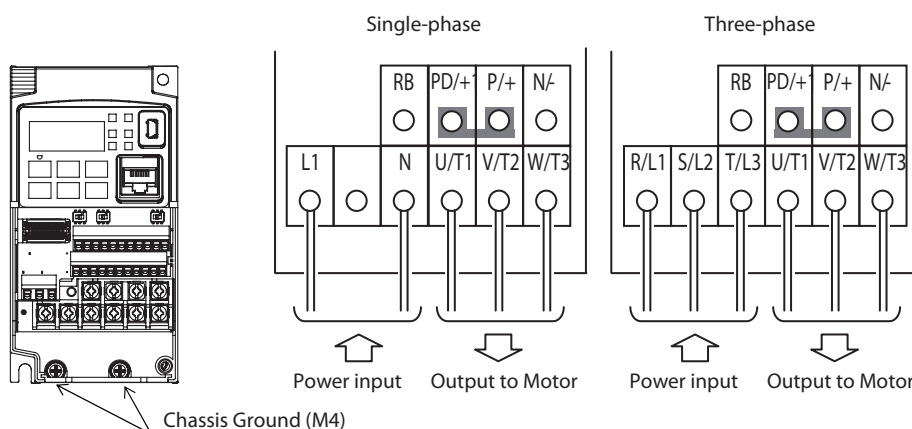 Single-phase
Three-phase
RB PD/+1 P/+ N/-
L1 N U/T1 V/T2 W/T3
Power input Output to Motor
RB PD/+1 P/+ N/-
R/L1 S/L2 T/L3 U/T1 V/T2 W/T3
Power input Output to Motor
Chassis Ground (M4)